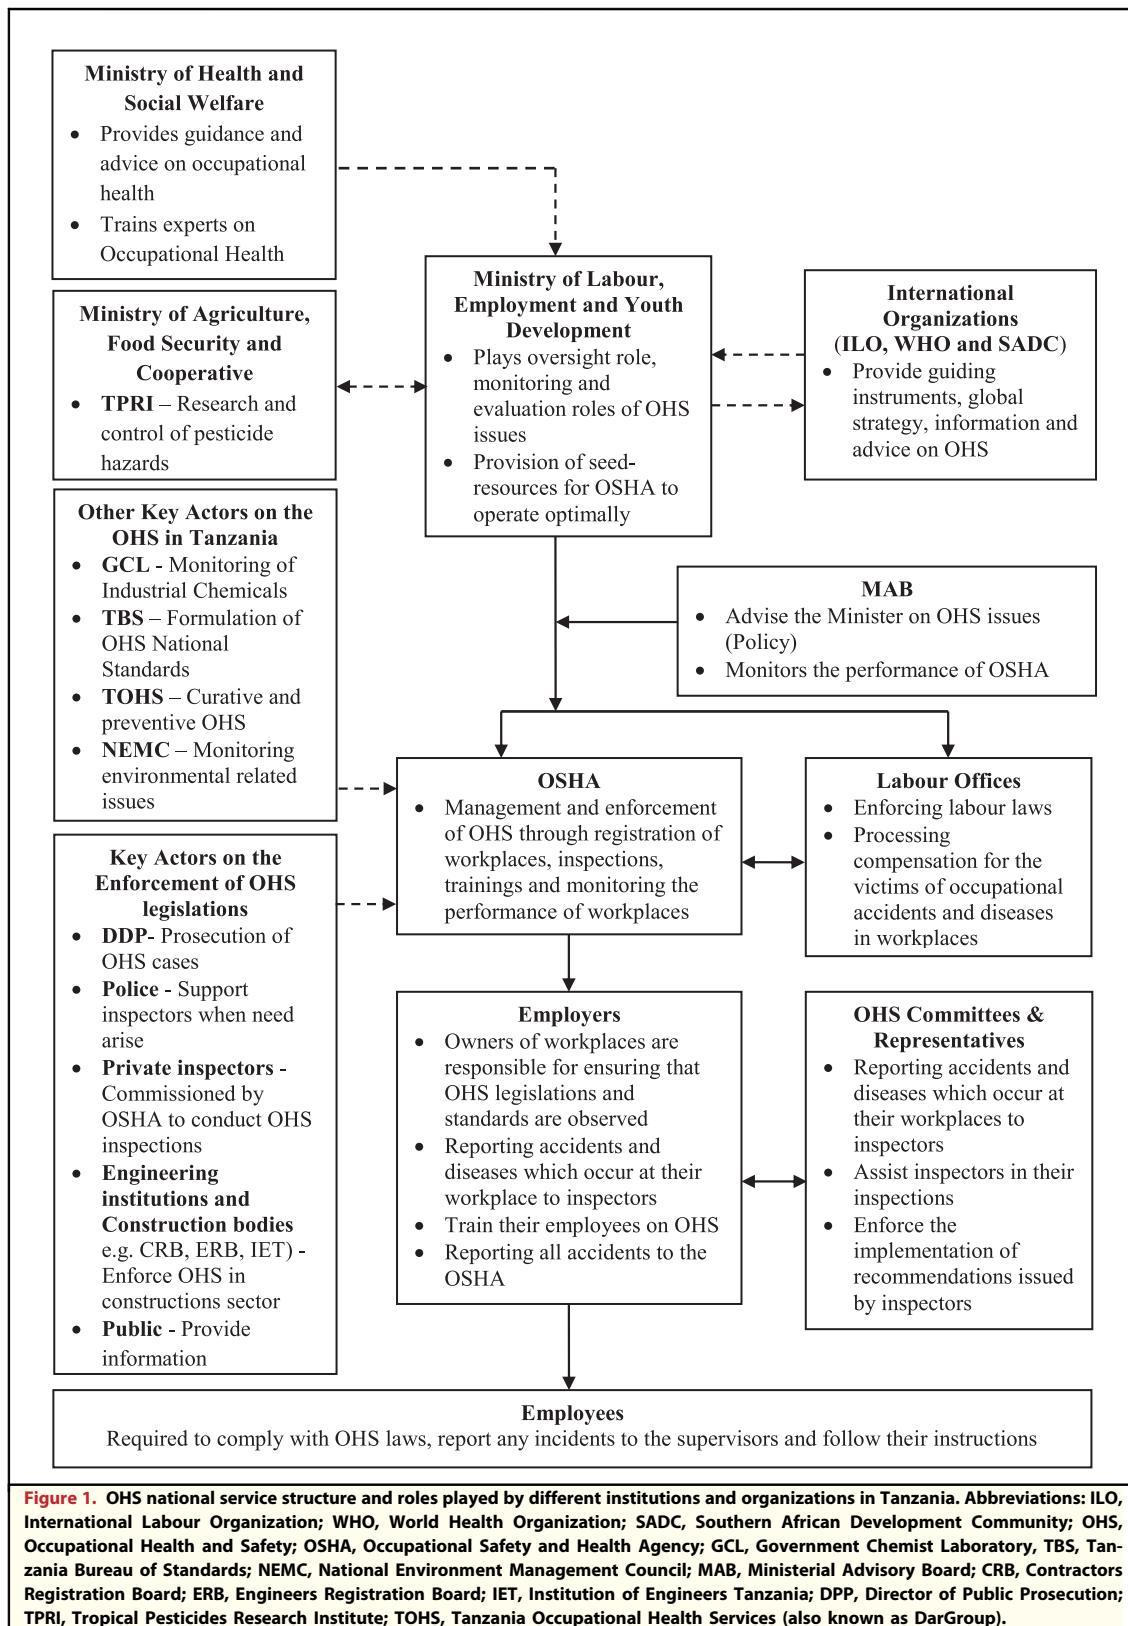 Ministry of Health and
Social Welfare
• Provides guidance and
advice on occupational
health
• Trains experts on
Occupational Health
Ministry of Agriculture,
Food Security and
Cooperative
• TPRI – Research and
control of pesticide
hazards
Other Key Actors on the
OHS in Tanzania
• GCL - Monitoring of
Industrial Chemicals
• TBS – Formulation of
OHS National
Standards
• TOHS – Curative and
preventive OHS
• NEMC – Monitoring
environmental related
issues
Key Actors on the
Enforcement of OHS
legislations
• DDP- Prosecution of
OHS cases
• Police - Support
inspectors when need
arise
• Private inspectors -
Commissioned by
OSHA to conduct OHS
inspections
• Engineering
institutions and
Construction bodies
e.g. CRB, ERB, IET) -
Enforce OHS in
constructions sector
• Public - Provide
information
Ministry of Labour,
Employment and Youth
Development
• Plays oversight role,
monitoring and
evaluation roles of OHS
issues
• Provision of seed-
resources for OSHA to
operate optimally
International
Organizations
(ILO, WHO and SADC)
• Provide guiding
instruments, global
strategy, information and
advice on OHS
MAB
• Advise the Minister on OHS issues
(Policy)
• Monitors the performance of OSHA
OSHA
• Management and enforcement
of OHS through registration of
workplaces, inspections,
trainings and monitoring the
performance of workplaces
Labour Offices
• Enforcing labour laws
• Processing
compensation for the
victims of occupational
accidents and diseases
in workplaces
Employers
• Owners of workplaces are
responsible for ensuring that
OHS legislations and
standards are observed
• Reporting accidents and
diseases which occur at their
workplace to inspectors
• Train their employees on OHS
• Reporting all accidents to the
OSHA
OHS Committees &
Representatives
• Reporting accidents and
diseases which occur at
their workplaces to
inspectors
• Assist inspectors in their
inspections
• Enforce the
implementation of
recommendations issued
by inspectors
Employees
Required to comply with OHS laws, report any incidents to the supervisors and follow their instructions
Figure 1. OHS national service structure and roles played by different institutions and organizations in Tanzania. Abbreviations: ILO,
International Labour Organization; WHO, World Health Organization; SADC, Southern African Development Community; OHS,
Occupational Health and Safety; OSHA, Occupational Safety and Health Agency; GCL, Government Chemist Laboratory, TBS, Tan-
zania Bureau of Standards; NEMC, National Environment Management Council; MAB, Ministerial Advisory Board; CRB, Contractors
Registration Board; ERB, Engineers Registration Board; IET, Institution of Engineers Tanzania; DPP, Director of Public Prosecution;
TPRI, Tropical Pesticides Research Institute; TOHS, Tanzania Occupational Health Services (also known as DarGroup).